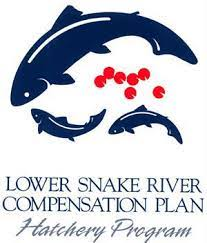 LOWER SNAKE RIVER
COMPENSATION PLAN
Hatchery Program